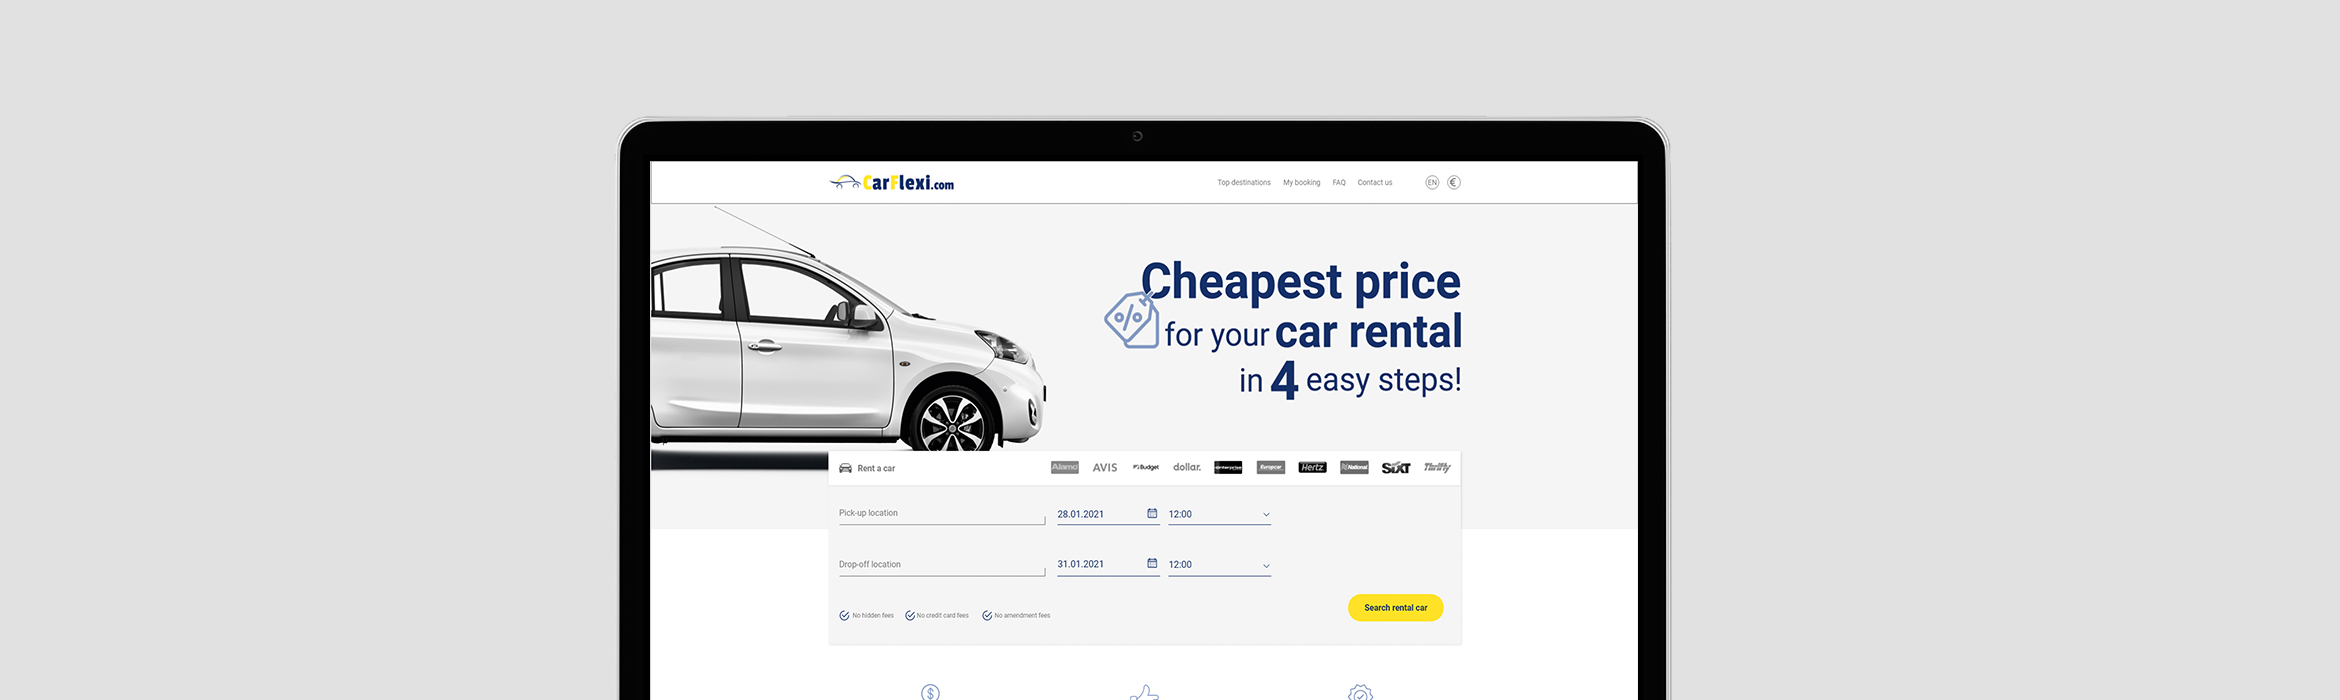 CarFlexi.com
Top destinations My booking FAQ Contact us EN €
Cheapest price
% for your car rental
in 4 easy steps!
Rent a car Alamo AVIS Budget dollar. enterprise Europcar Hertz National SiXT Thrifty
Pick-up location 28.01.2021 12:00
Drop-off location 31.01.2021 12:00
Search rental car
No hidden fees No credit card fees No amendment fees
$